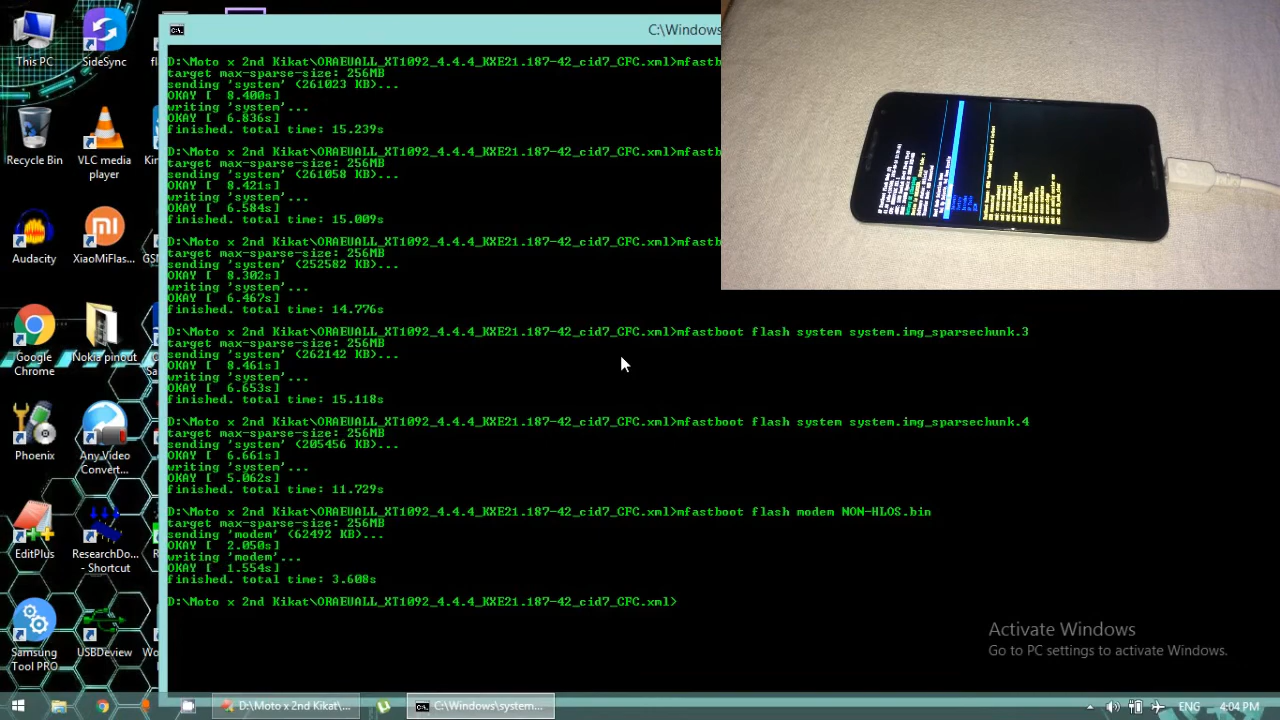 This PC
SideSync
Recycle Bin
VLC media
player
Audacity
XiaoMiFlas...
Google
Chrome
Nokia pinout
Phoenix
Any Video
Convert...
EditPlus
ResearchDo...
- Shortcut
Samsung
Tool PRO
USBDeview
C:\Windows
D:\Moto x 2nd Kikat\ORAEUALL_XT1092_4.4.4_KXE21.187-42_cid7_CFC.xml>mfastb
target max-sparse-size: 256MB
sending 'system' (261023 KB)...
OKAY [  8.400s]
writing 'system'...
OKAY [  6.836s]
finished. total time: 15.239s
D:\Moto x 2nd Kikat\ORAEUALL_XT1092_4.4.4_KXE21.187-42_cid7_CFC.xml>mfastb
target max-sparse-size: 256MB
sending 'system' (261058 KB)...
OKAY [  8.421s]
writing 'system'...
OKAY [  6.584s]
finished. total time: 15.009s
D:\Moto x 2nd Kikat\ORAEUALL_XT1092_4.4.4_KXE21.187-42_cid7_CFC.xml>mfastb
target max-sparse-size: 256MB
sending 'system' (252582 KB)...
OKAY [  8.302s]
writing 'system'...
OKAY [  6.467s]
finished. total time: 14.776s
D:\Moto x 2nd Kikat\ORAEUALL_XT1092_4.4.4_KXE21.187-42_cid7_CFC.xml>mfastboot flash system system.img_sparsechunk.3
target max-sparse-size: 256MB
sending 'system' (262142 KB)...
OKAY [  8.461s]
writing 'system'...
OKAY [  6.653s]
finished. total time: 15.118s
D:\Moto x 2nd Kikat\ORAEUALL_XT1092_4.4.4_KXE21.187-42_cid7_CFC.xml>mfastboot flash system system.img_sparsechunk.4
target max-sparse-size: 256MB
sending 'system' (205456 KB)...
OKAY [  6.661s]
writing 'system'...
OKAY [  5.062s]
finished. total time: 11.729s
D:\Moto x 2nd Kikat\ORAEUALL_XT1092_4.4.4_KXE21.187-42_cid7_CFC.xml>mfastboot flash modem NON-HLOS.bin
target max-sparse-size: 256MB
sending 'modem' (62492 KB)...
OKAY [  2.050s]
writing 'modem'...
OKAY [  1.554s]
finished. total time: 3.608s
D:\Moto x 2nd Kikat\ORAEUALL_XT1092_4.4.4_KXE21.187-42_cid7_CFC.xml>
Activate Windows
Go to PC settings to activate Windows.
D:\Moto x 2nd Kikat\...
C:\Windows\system...
ENG
4:04 PM